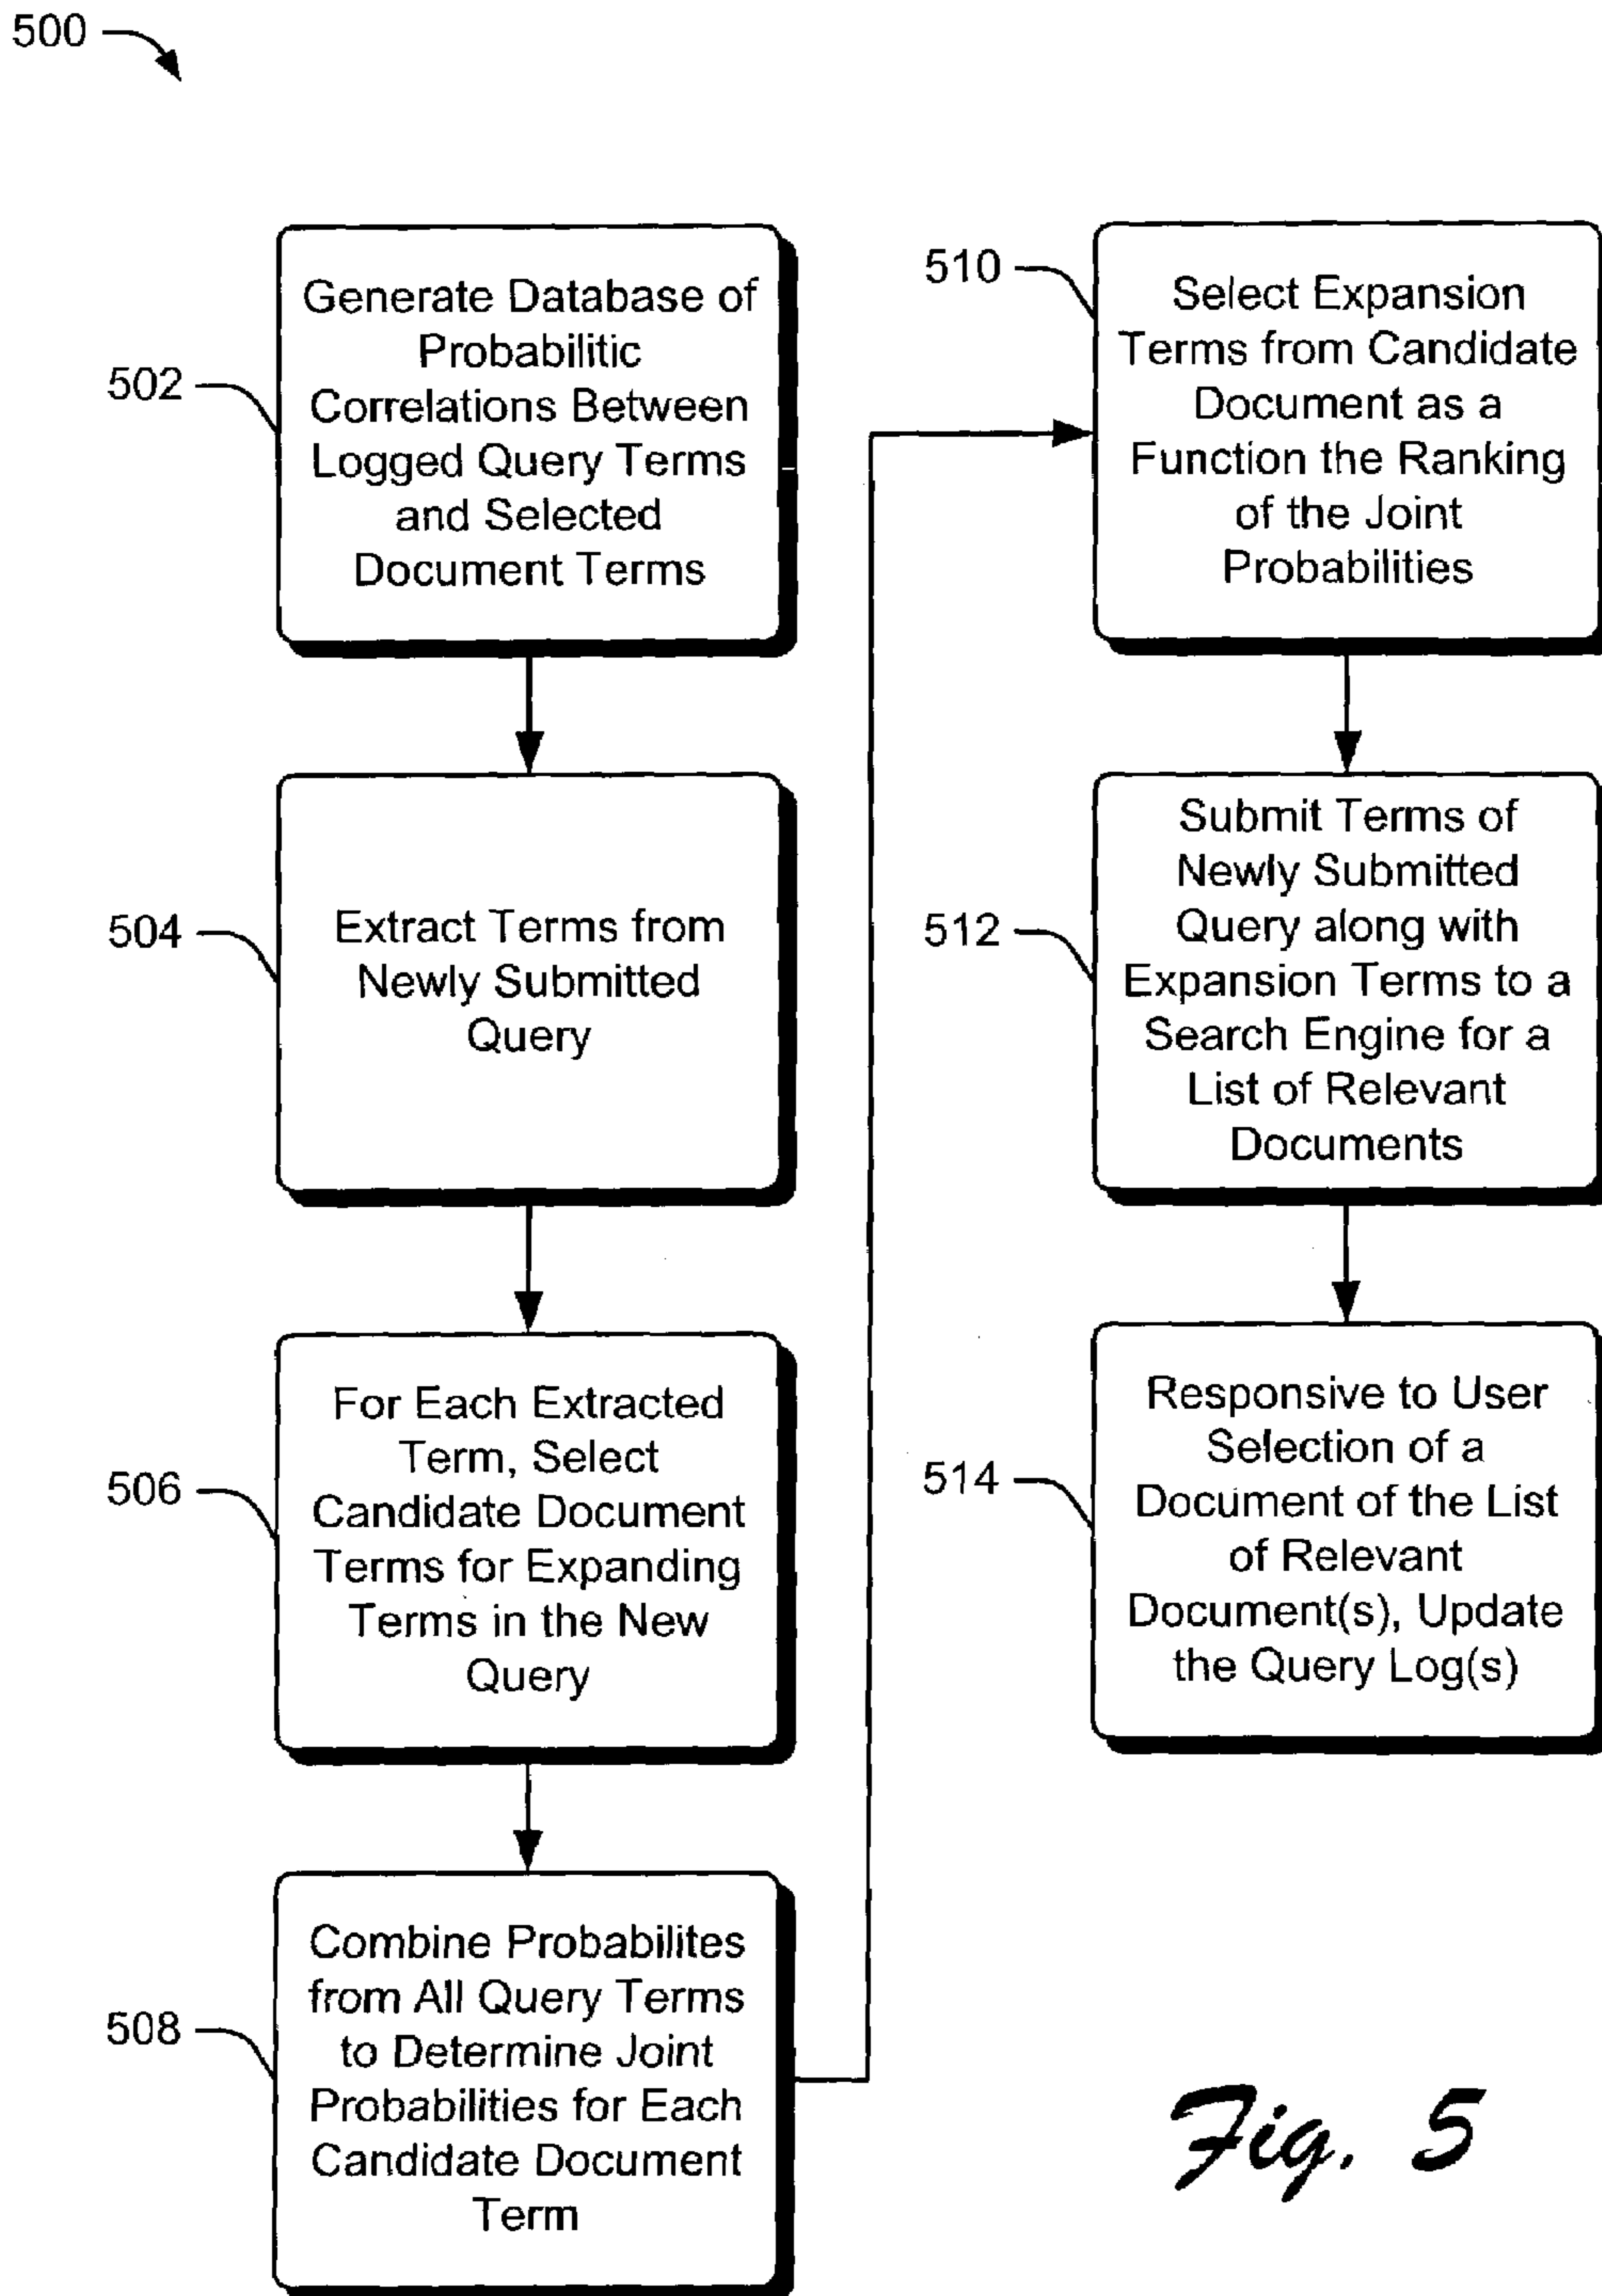 500
502
Generate Database of
Probabilitic
Correlations Between
Logged Query Terms
and Selected
Document Terms
504
Extract Terms from
Newly Submitted
Query
506
For Each Extracted
Term, Select
Candidate Document
Terms for Expanding
Terms in the New
Query
508
Combine Probabilites
from All Query Terms
to Determine Joint
Probabilities for Each
Candidate Document
Term
510
Select Expansion
Terms from Candidate
Document as a
Function the Ranking
of the Joint
Probabilities
512
Submit Terms of
Newly Submitted
Query along with
Expansion Terms to a
Search Engine for a
List of Relevant
Documents
514
Responsive to User
Selection of a
Document of the List
of Relevant
Document(s), Update
the Query Log(s)
Fig. 5